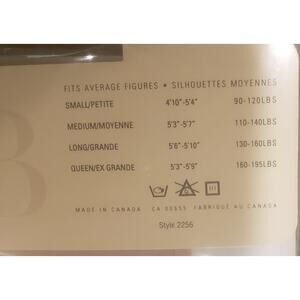 FITS AVERAGE FIGURES • SILHOUETTES MOYENNES
SMALL/PETITE 4'10"-5'4" 90-120LBS
MEDIUM/MOYENNE 5'3"-5'7" 110-140LBS
LONG/GRANDE 5'6"-5'10" 130-160LBS
QUEEN/EX GRANDE 5'3"-5'9" 160-195LBS
MADE IN CANADA CA 00655 FABRIQUÉ AU CANADA
Style 2256